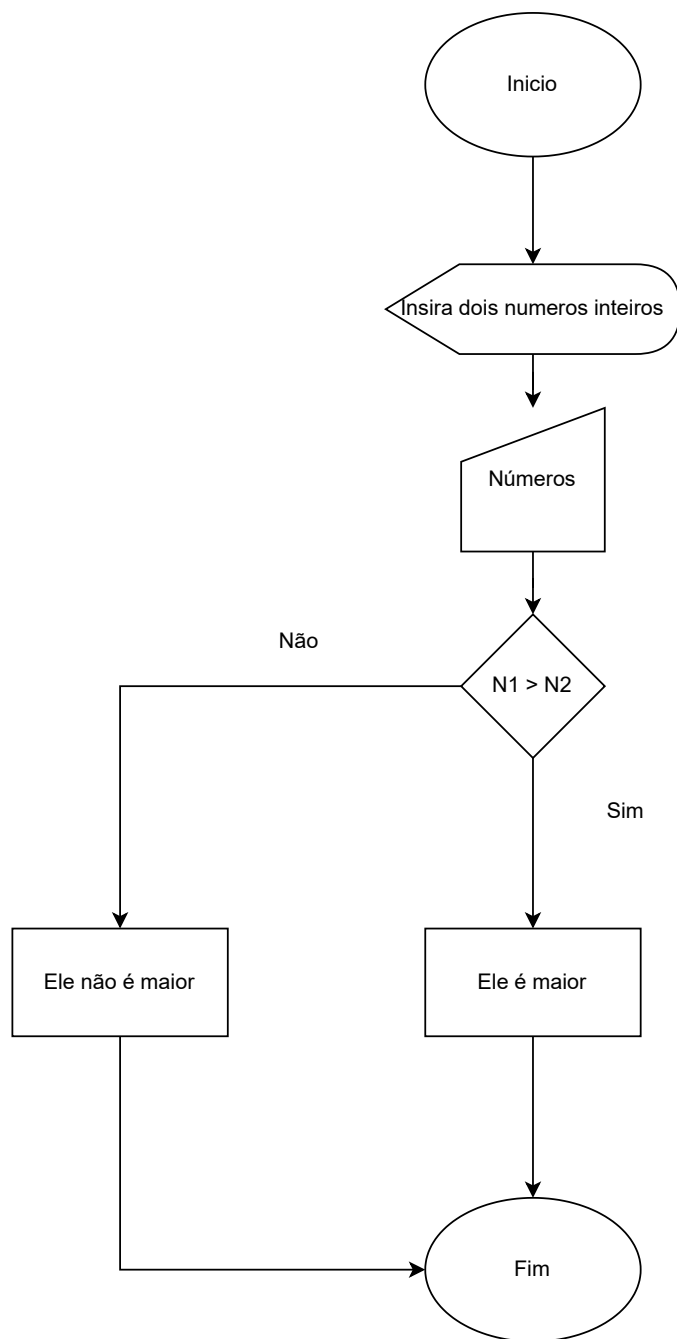 Inicio
Insira dois numeros inteiros
Números
N1 > N2
Não
Sim
Ele não é maior
Ele é maior
Fim